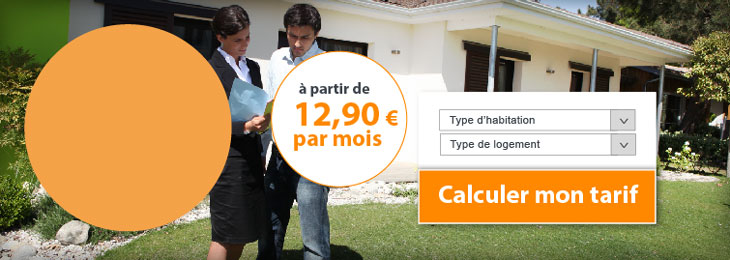 à partir de
12,90 €
par mois
Type d'habitation
Type de logement
Calculer mon tarif